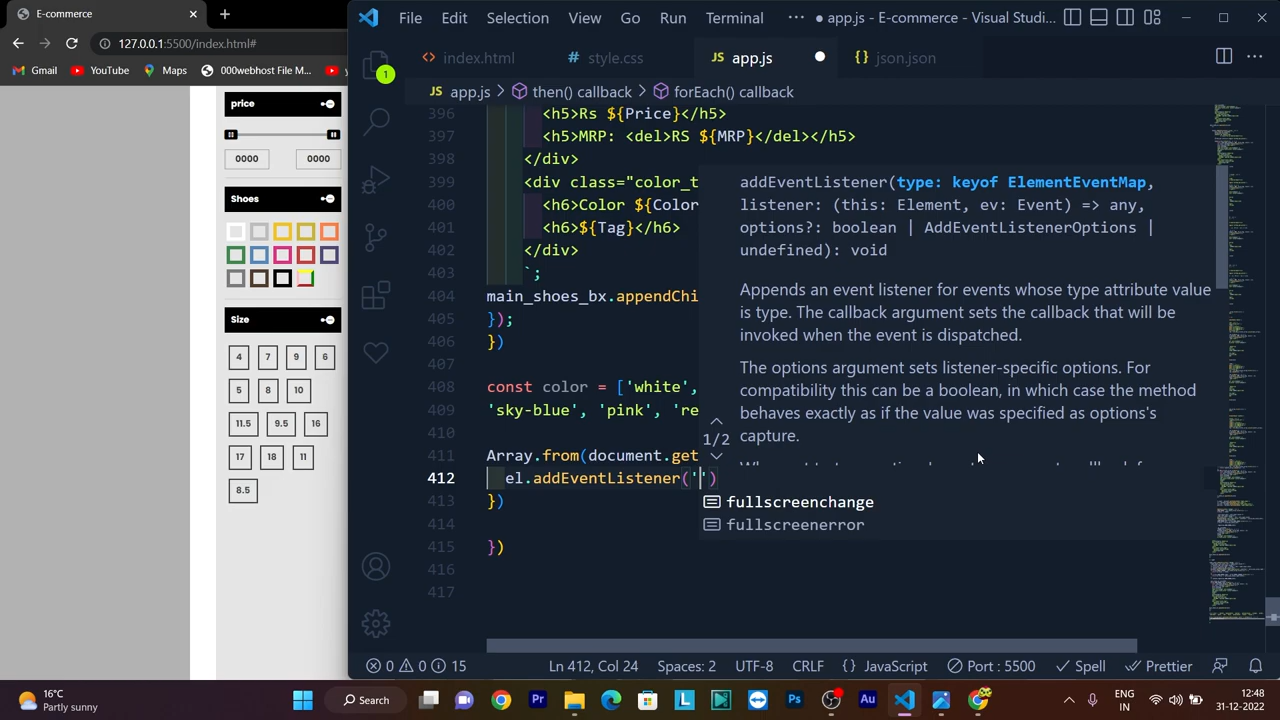 E-commerce
File Edit Selection View Go Run Terminal ··· ● app.js - E-commerce - Visual Studi...
127.0.0.1:5500/index.html#
Gmail YouTube Maps 000webhost File M...
1
<> index.html # style.css JS app.js {} json.json
JS app.js > then() callback > forEach() callback
price
0000 0000
Shoes
Size
4 7 9 6
5 8 10
11.5 9.5 16
17 18 11
8.5
396 <h5>Rs ${Price}</h5>
397 <h5>MRP: <del>RS ${MRP}</del></h5>
398 </div>
399 <div class="color_t
400 <h6>Color ${Color
401 <h6>${Tag}</h6>
402 </div>
403 `;
404 main_shoes_bx.appendChi
405 });
406 })
407
408 const color = ['white',
409 'sky-blue', 'pink', 're
410
411 Array.from(document.get
412 el.addEventListener('')
413 })
414
415 })
416
417
addEventListener(type: keyof ElementEventMap,
listener: (this: Element, ev: Event) => any,
options?: boolean | AddEventListenerOptions |
undefined): void
Appends an event listener for events whose type attribute value
is type. The callback argument sets the callback that will be
invoked when the event is dispatched.
The options argument sets listener-specific options. For
compatibility this can be a boolean, in which case the method
behaves exactly as if the value was specified as options's
capture.
1/2
fullscreenchange
fullscreenerror
0 0 15 Ln 412, Col 24 Spaces: 2 UTF-8 CRLF {} JavaScript Port : 5500 Spell Prettier
16°C
Partly sunny
Search
ENG
IN
12:48
31-12-2022